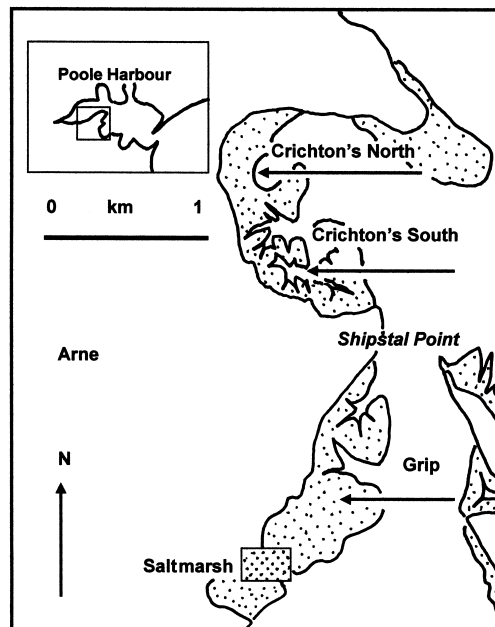 Poole Harbour
0 km 1
Crichton's North
Crichton's South
Shipstal Point
Arne
N
Grip
Saltmarsh